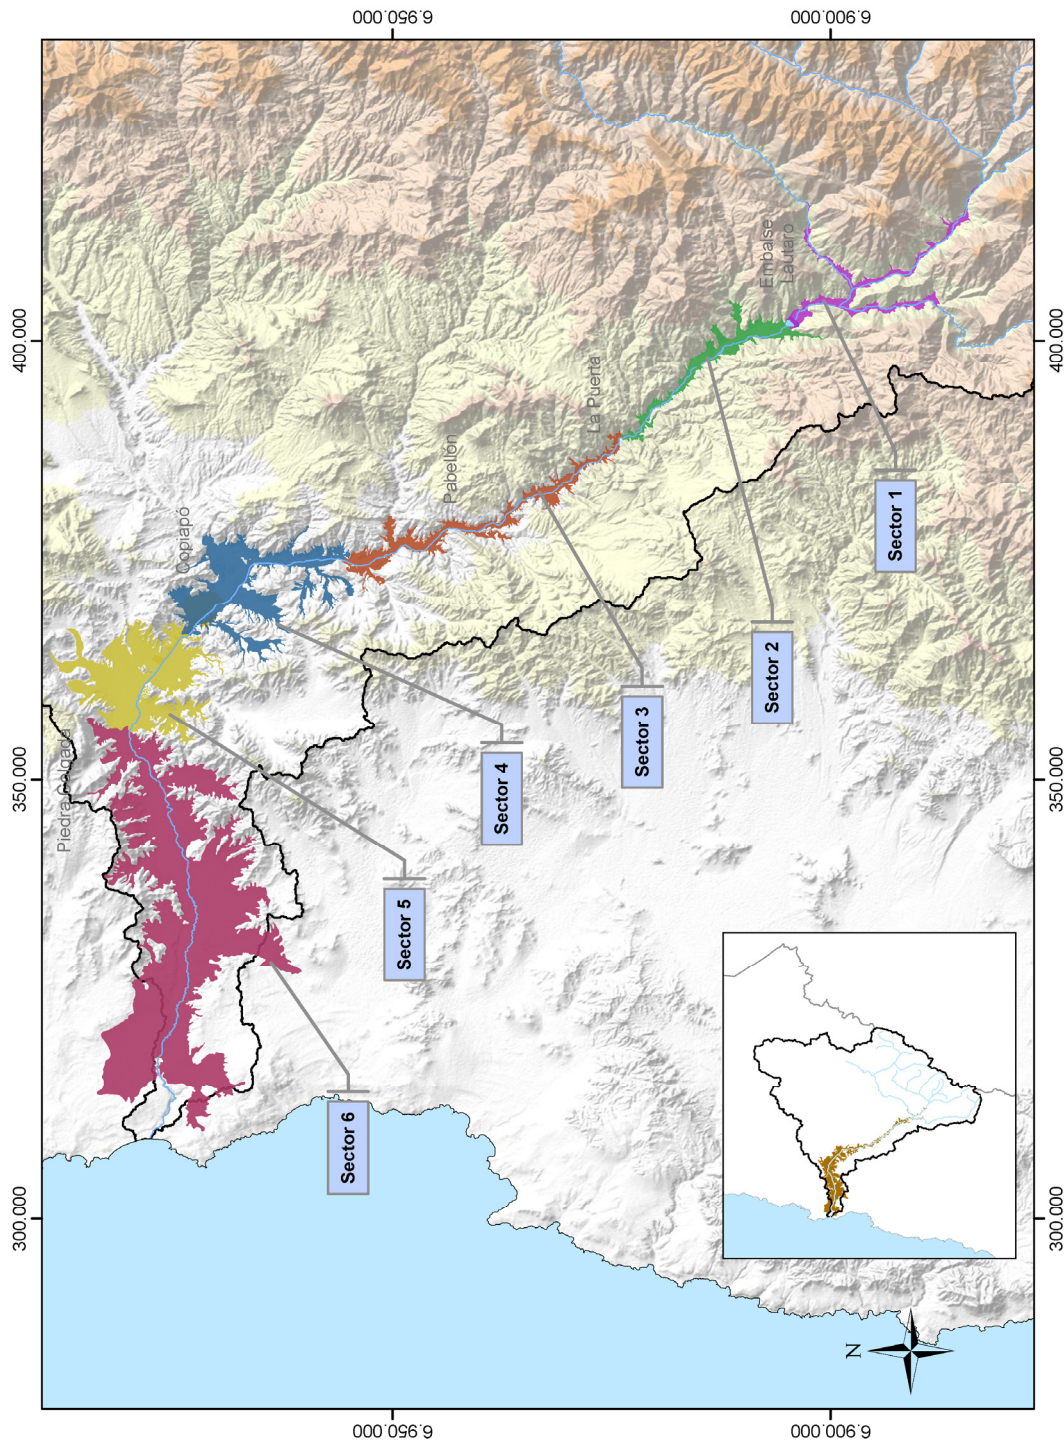 300.000
350.000
400.000
6.950.000
6.950.000
6.900.000
6.900.000
Piedra Colgada
Copiapó
Pabellón
La Puerta
Embalse
Lautaro
Sector 6
Sector 5
Sector 4
Sector 3
Sector 2
Sector 1
N
300.000
350.000
400.000